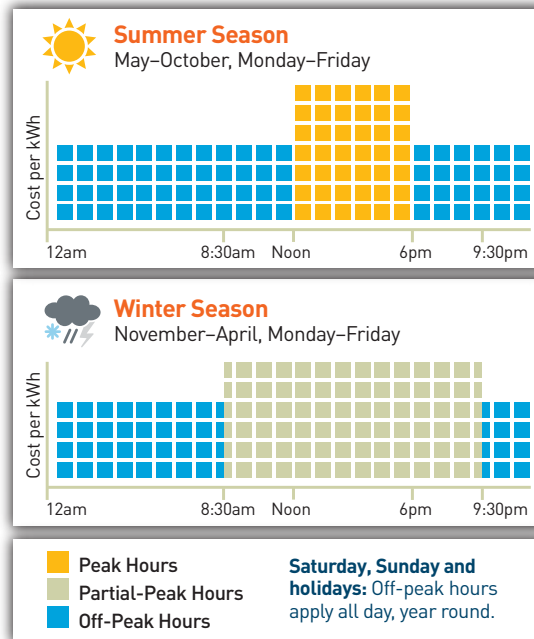 Summer Season
May–October, Monday–Friday
Cost per kWh
12am 8:30am Noon 6pm 9:30pm
Winter Season
November–April, Monday–Friday
Cost per kWh
12am 8:30am Noon 6pm 9:30pm
Peak Hours
Partial-Peak Hours
Off-Peak Hours
Saturday, Sunday and
holidays: Off-peak hours
apply all day, year round.